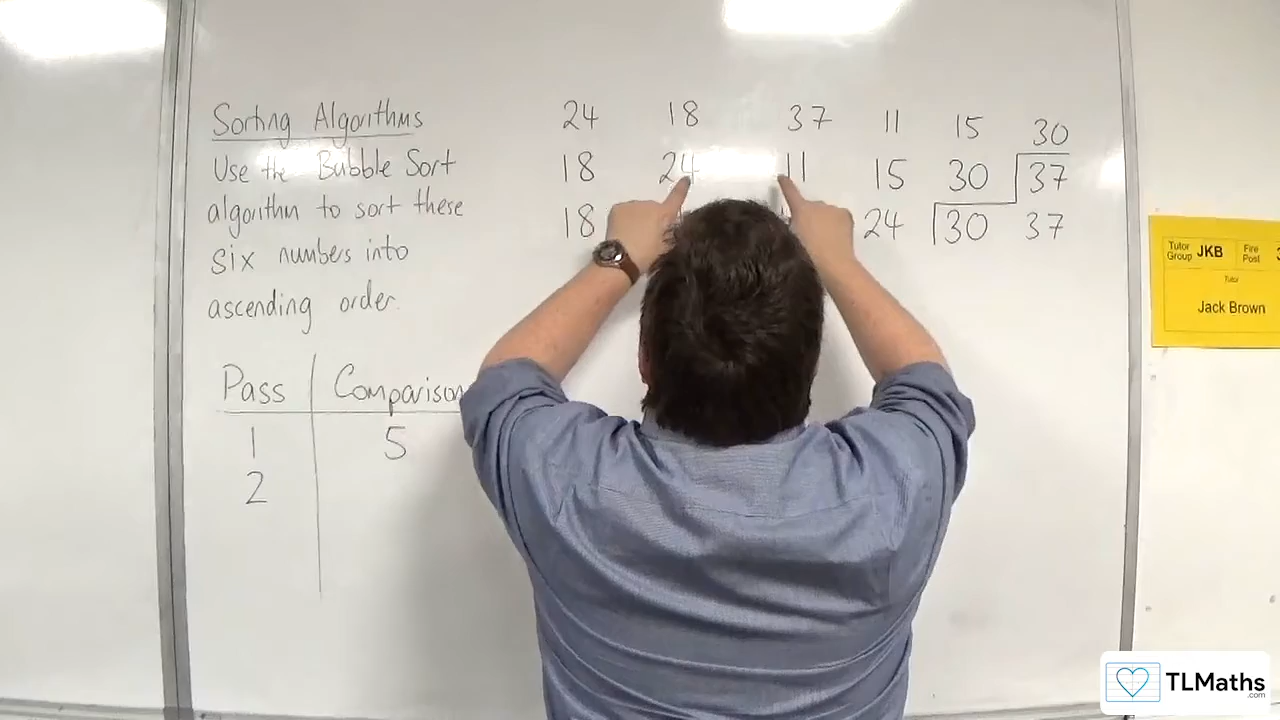 Sorting Algorithms
Use the Bubble Sort
algorithm to sort these
six numbers into
ascending order.
24 18 37 11 15 30
18 24 11 15 30 37
18 24 30 37
Pass Comparison
1 5
2
Tutor Group JKB Fire Post 3
Tutor
Jack Brown
TLMaths
.com